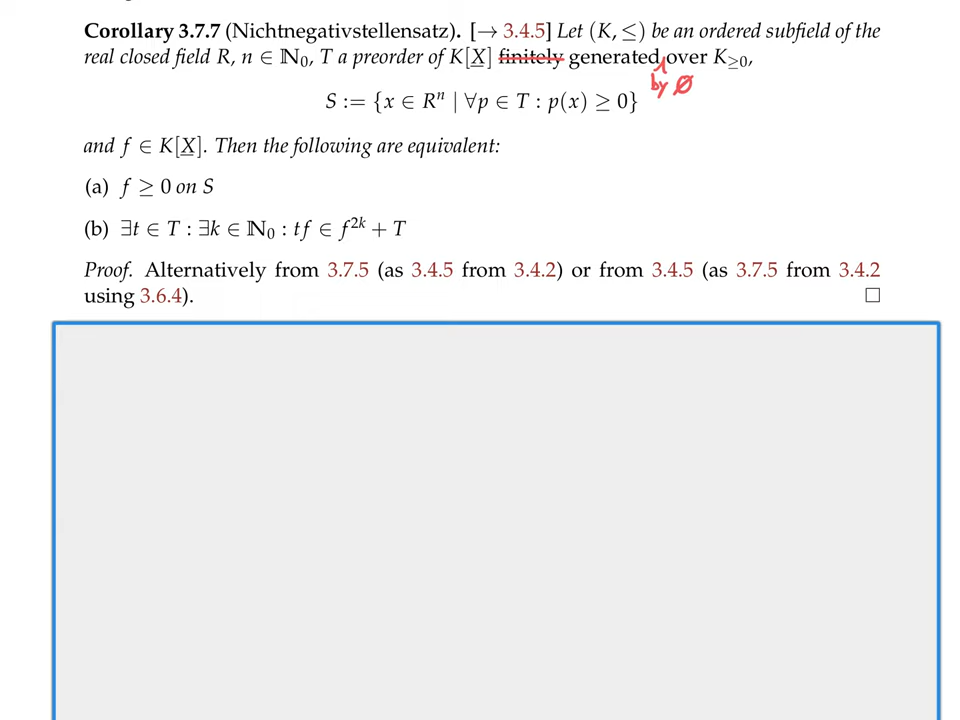 Corollary 3.7.7 (Nichtnegativstellensatz). [→ 3.4.5] Let (K, ≤) be an ordered subfield of the
real closed field R, n ∈ ℕ₀, T a preorder of K[X] finitely generated over K≥0,
by ∅
S := {x ∈ Rⁿ | ∀p ∈ T : p(x) ≥ 0}
and f ∈ K[X]. Then the following are equivalent:
(a) f ≥ 0 on S
(b) ∃t ∈ T : ∃k ∈ ℕ₀ : tf ∈ f²ᵏ + T
Proof. Alternatively from 3.7.5 (as 3.4.5 from 3.4.2) or from 3.4.5 (as 3.7.5 from 3.4.2
using 3.6.4). □